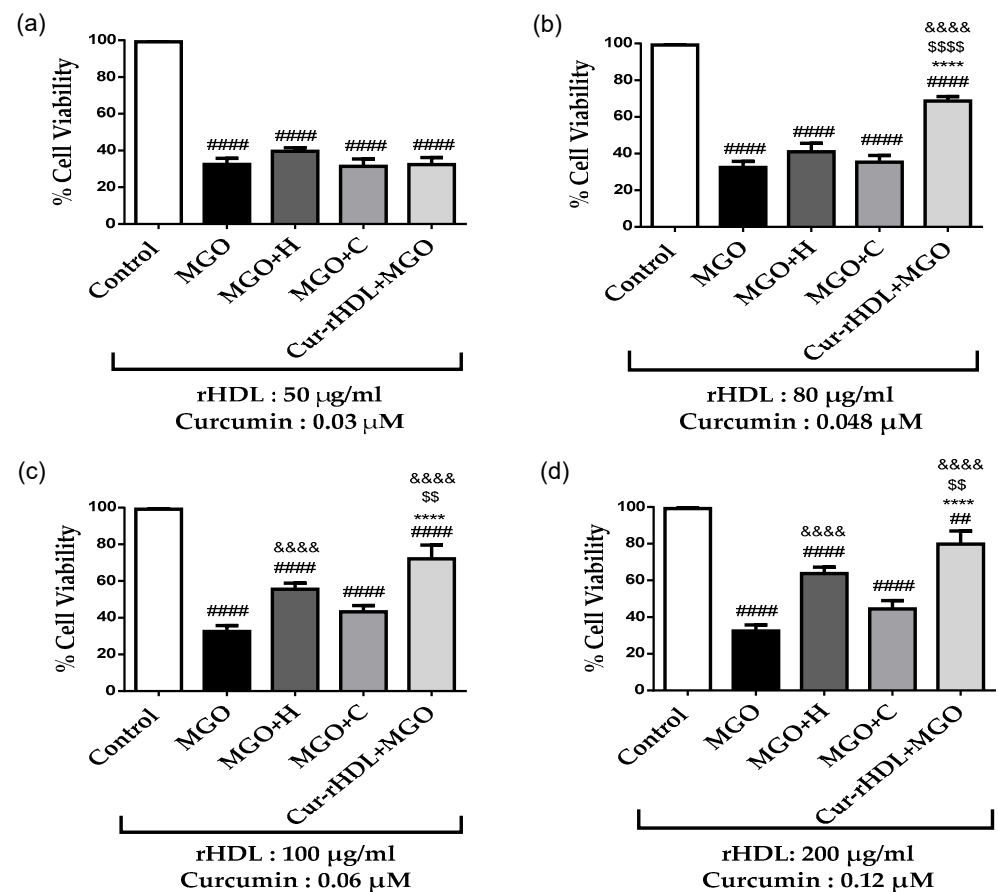 (a)
% Cell Viability
100
80
60
40
20
0
####
####
####
####
Control
MGO
MGO+H
MGO+C
Cur-rHDL+MGO
rHDL : 50 μg/ml
Curcumin : 0.03 μM
(b)
% Cell Viability
100
80
60
40
20
0
####
####
####
&&&&
$$$$
****
####
Control
MGO
MGO+H
MGO+C
Cur-rHDL+MGO
rHDL : 80 μg/ml
Curcumin : 0.048 μM
(c)
% Cell Viability
100
80
60
40
20
0
####
&&&&
####
####
&&&&
$$
****
####
Control
MGO
MGO+H
MGO+C
Cur-rHDL+MGO
rHDL : 100 μg/ml
Curcumin : 0.06 μM
(d)
% Cell Viability
100
80
60
40
20
0
####
&&&&
####
####
&&&&
$$
****
##
Control
MGO
MGO+H
MGO+C
Cur-rHDL+MGO
rHDL: 200 μg/ml
Curcumin : 0.12 μM